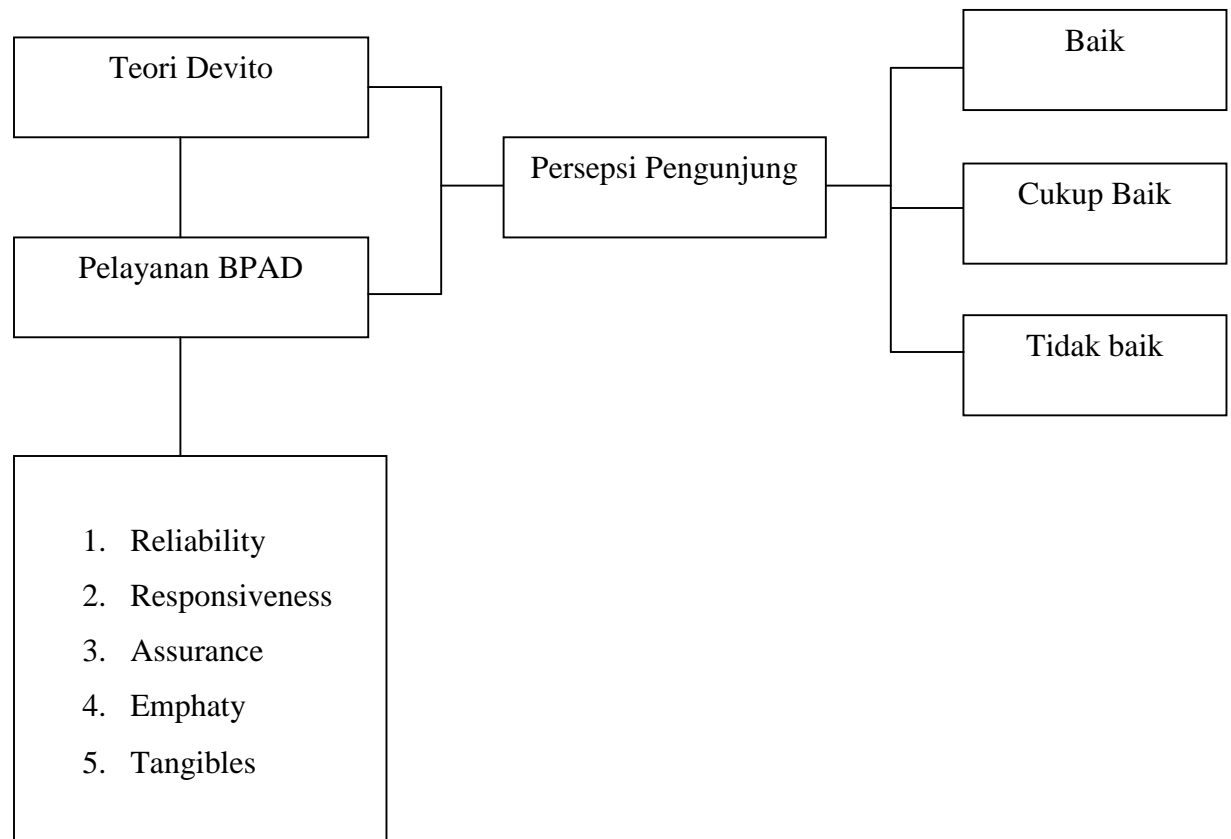 Teori Devito
Pelayanan BPAD
1. Reliability
2. Responsiveness
3. Assurance
4. Emphaty
5. Tangibles
Persepsi Pengunjung
Baik
Cukup Baik
Tidak baik